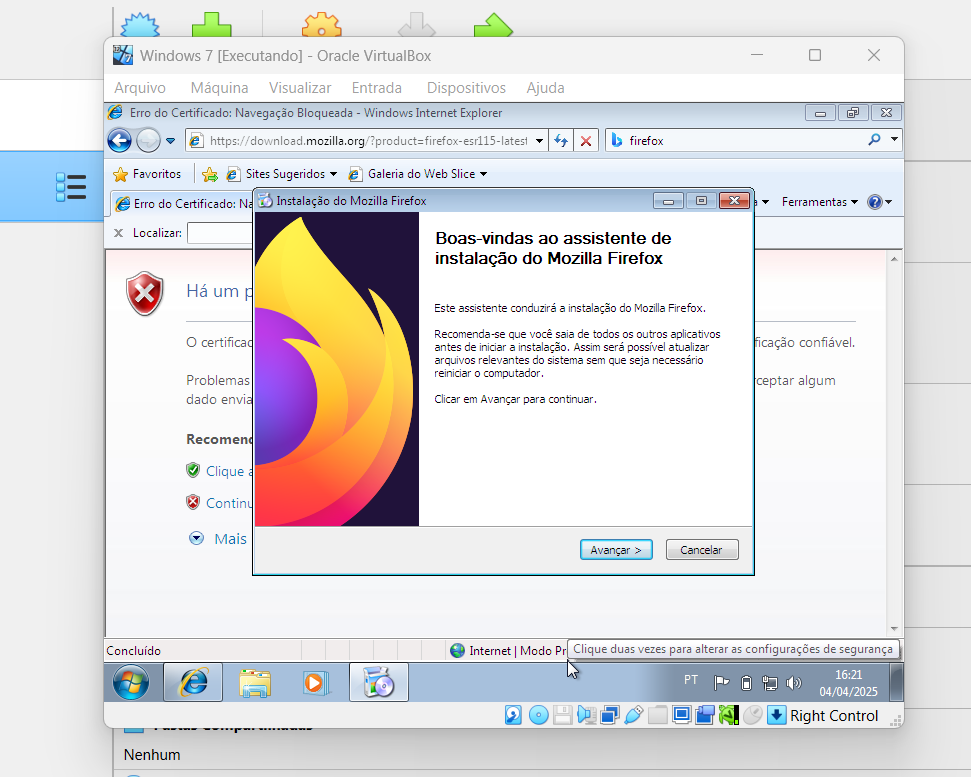 Windows 7 [Executando] - Oracle VirtualBox
Arquivo Máquina Visualizar Entrada Dispositivos Ajuda
Erro do Certificado: Navegação Bloqueada - Windows Internet Explorer
https://download.mozilla.org/?product=firefox-esr115-latest
firefox
Favoritos Sites Sugeridos Galeria do Web Slice
Erro do Certificado: Na
Ferramentas
Localizar:
Instalação do Mozilla Firefox
Boas-vindas ao assistente de
instalação do Mozilla Firefox
Este assistente conduzirá a instalação do Mozilla Firefox.
Recomenda-se que você saia de todos os outros aplicativos
antes de iniciar a instalação. Assim será possível atualizar
arquivos relevantes do sistema sem que seja necessário
reiniciar o computador.
Clicar em Avançar para continuar.
Avançar > Cancelar
Há um p
O certificad ficação confiável.
Problemas ceptar algum
dado envia
Recomen
Clique a
Continu
Mais
Concluído
Internet | Modo Pr
Clique duas vezes para alterar as configurações de segurança
PT
16:21
04/04/2025
Right Control
Nenhum